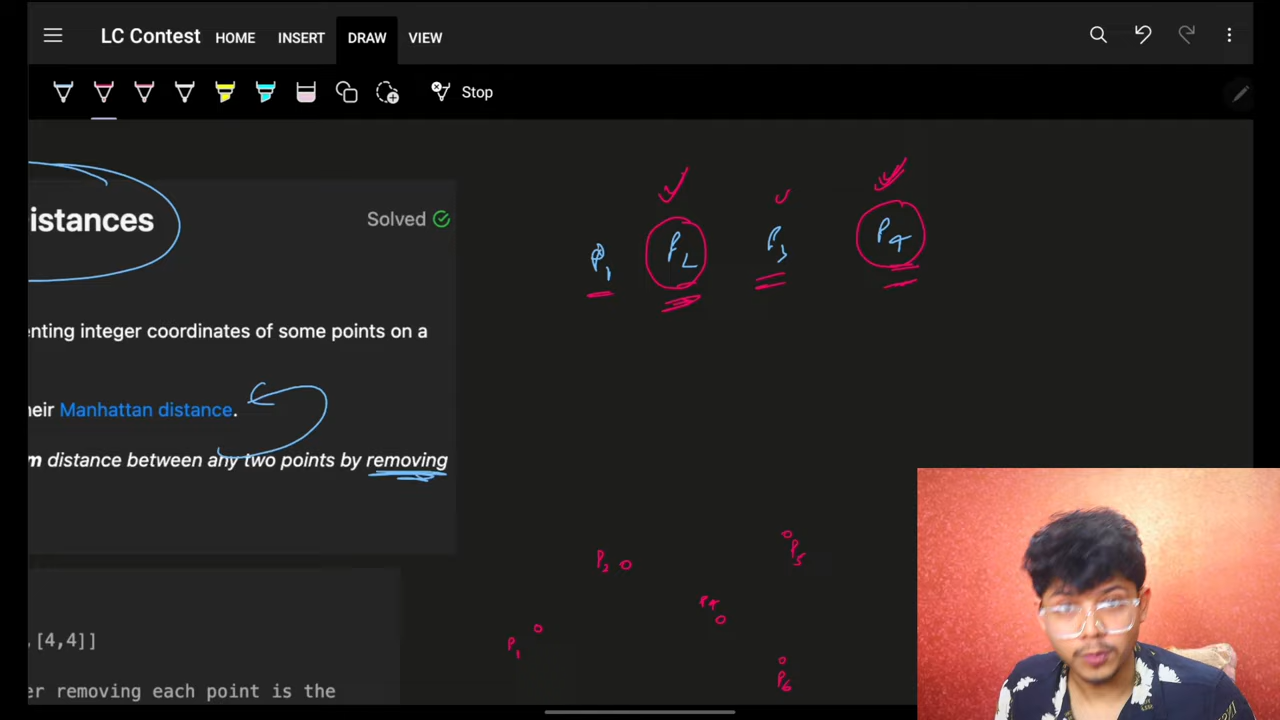 LC Contest HOME INSERT DRAW VIEW
Stop
istances
Solved
P1 P2 P3 P4
enting integer coordinates of some points on a
heir Manhattan distance.
m distance between any two points by removing
P5
P2
P4
P1
,[4,4]]
P6
er removing each point is the